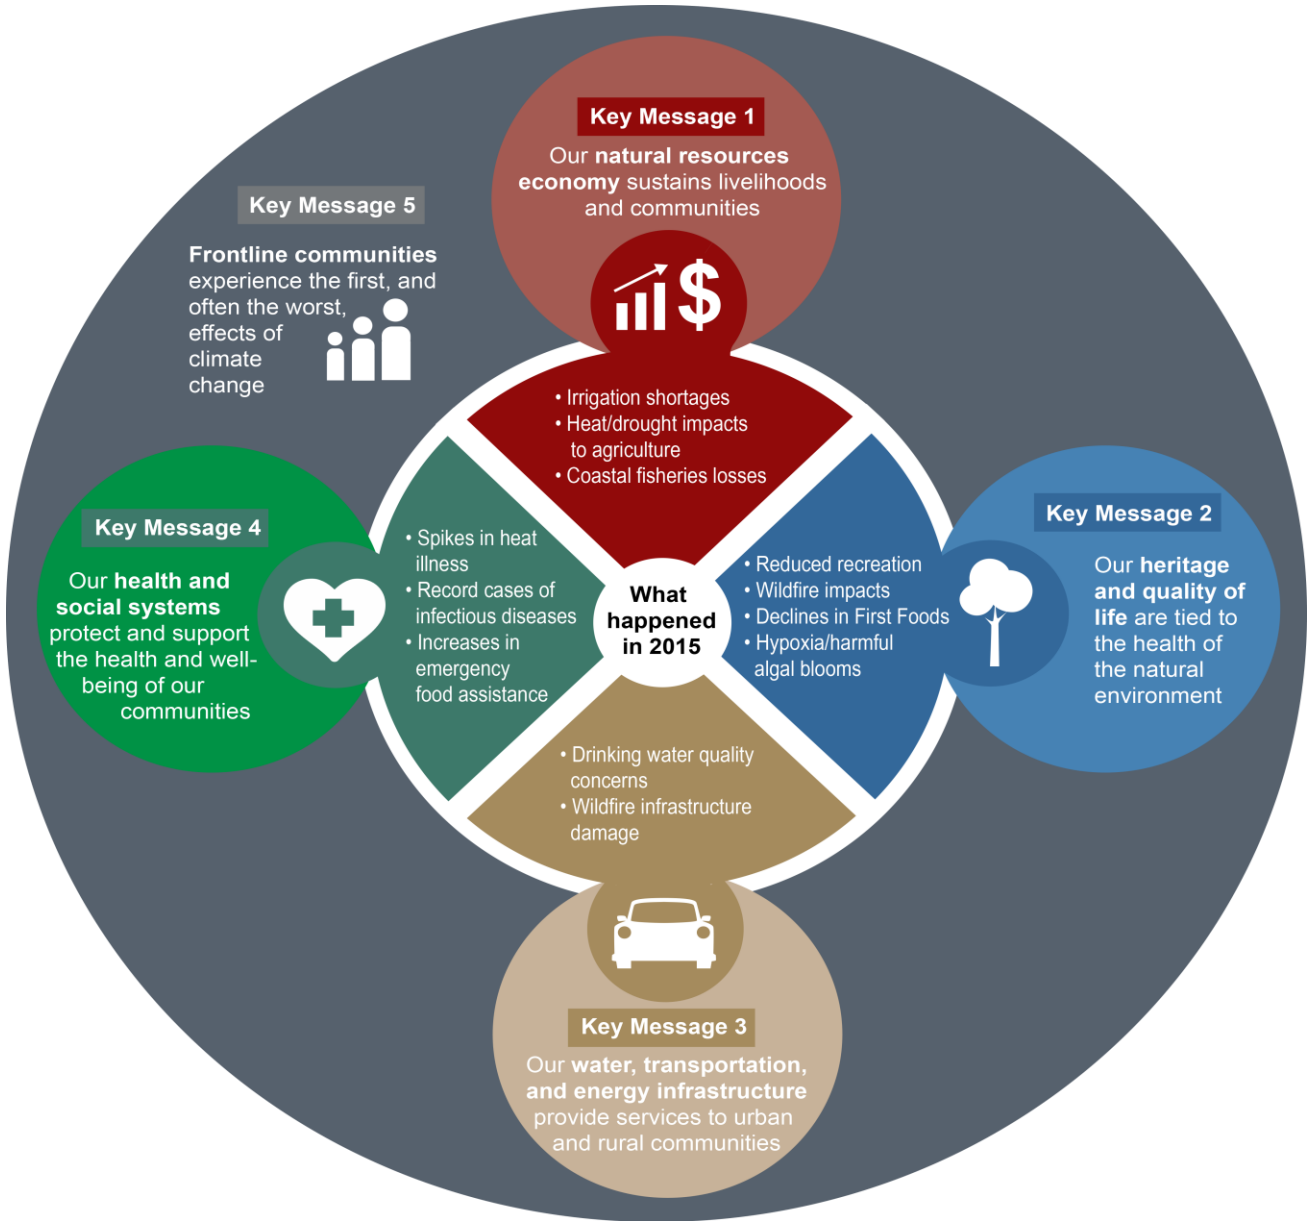 Key Message 1
Our natural resources
economy sustains livelihoods
and communities
$
• Irrigation shortages
• Heat/drought impacts
to agriculture
• Coastal fisheries losses
Key Message 5
Frontline communities
experience the first, and
often the worst,
effects of
climate
change
Key Message 4
Our health and
social systems
protect and support
the health and well-
being of our
communities
• Spikes in heat
illness
• Record cases of
infectious diseases
• Increases in
emergency
food assistance
What
happened
in 2015
• Reduced recreation
• Wildfire impacts
• Declines in First Foods
• Hypoxia/harmful
algal blooms
Key Message 2
Our heritage
and quality of
life are tied to
the health of
the natural
environment
• Drinking water quality
concerns
• Wildfire infrastructure
damage
Key Message 3
Our water, transportation,
and energy infrastructure
provide services to urban
and rural communities